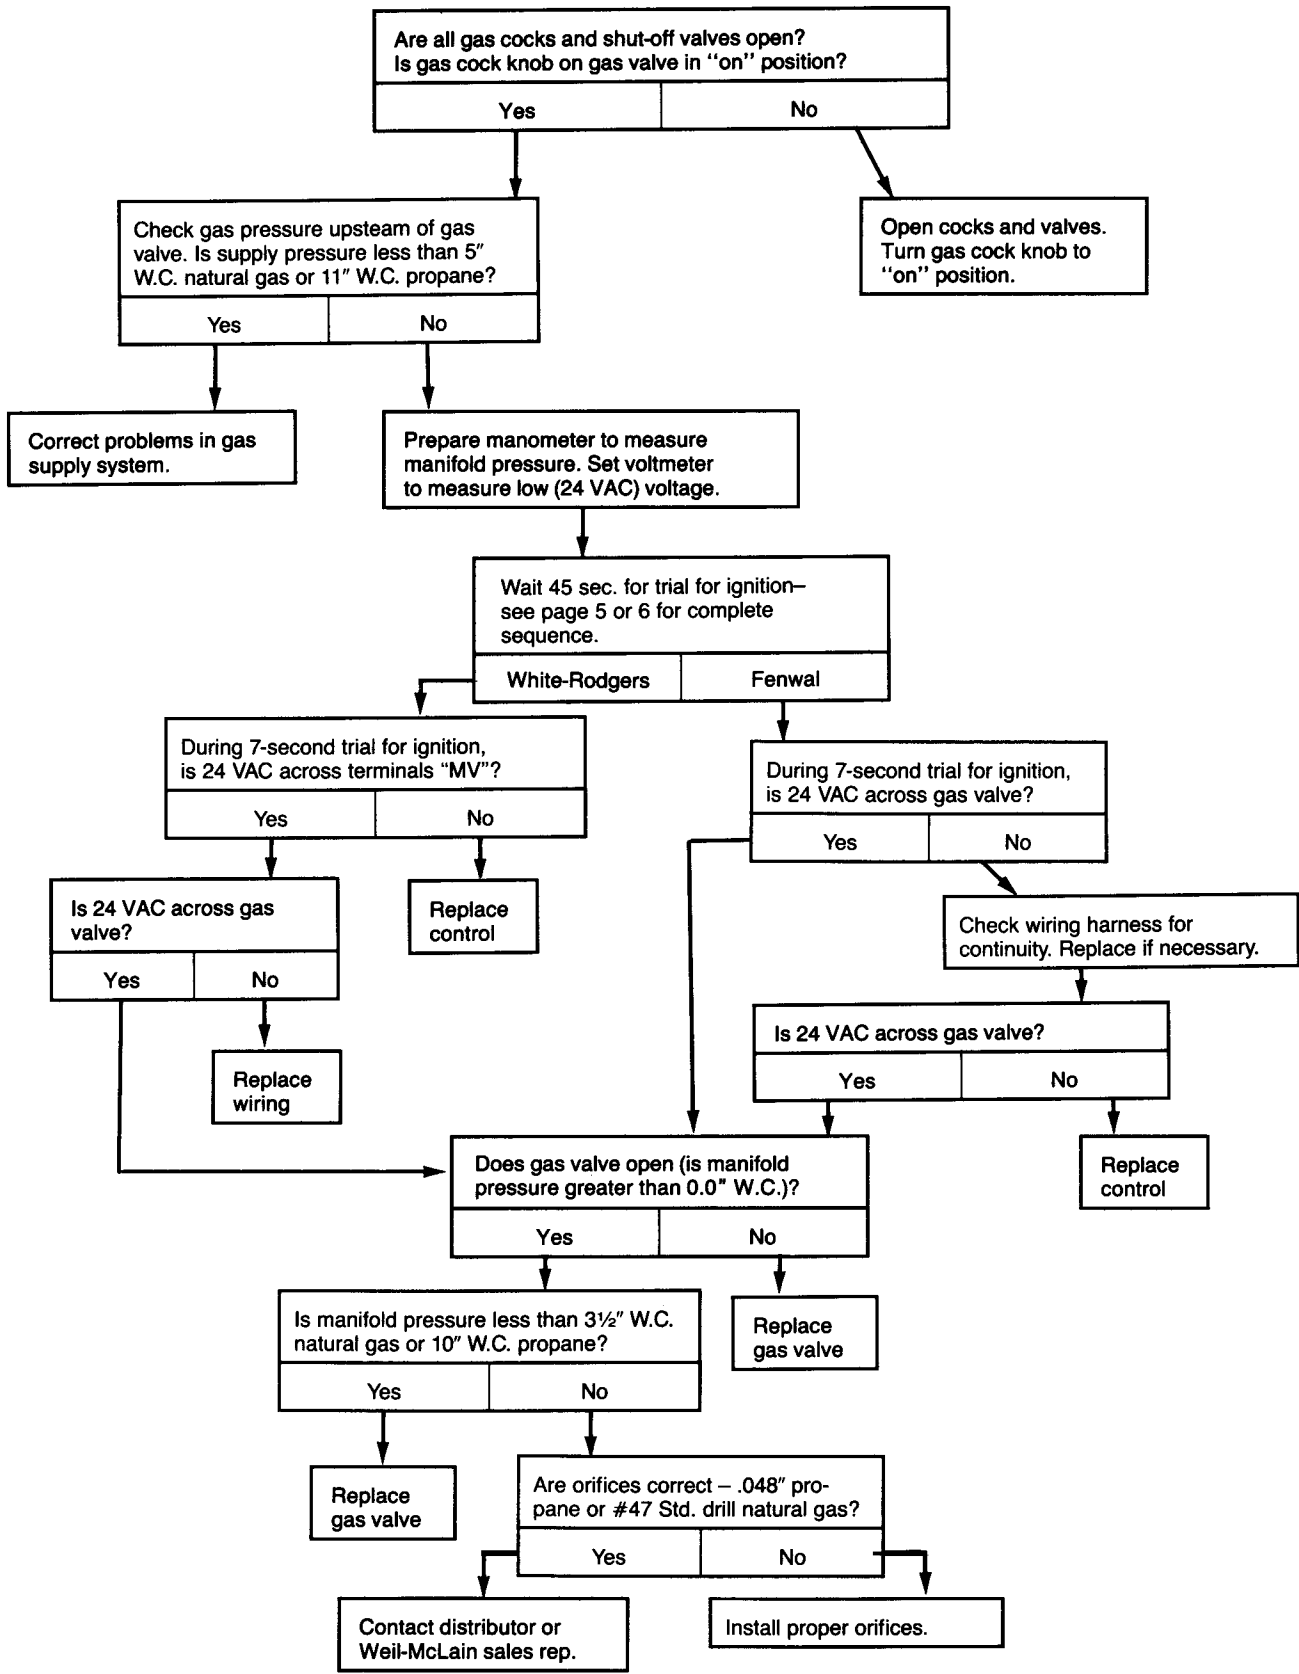 Are all gas cocks and shut-off valves open?
Is gas cock knob on gas valve in "on" position?
Yes
No
Check gas pressure upsteam of gas
valve. Is supply pressure less than 5″
W.C. natural gas or 11″ W.C. propane?
Yes
No
Open cocks and valves.
Turn gas cock knob to
"on" position.
Correct problems in gas
supply system.
Prepare manometer to measure
manifold pressure. Set voltmeter
to measure low (24 VAC) voltage.
Wait 45 sec. for trial for ignition–
see page 5 or 6 for complete
sequence.
White-Rodgers
Fenwal
During 7-second trial for ignition,
is 24 VAC across terminals "MV"?
Yes
No
During 7-second trial for ignition,
is 24 VAC across gas valve?
Yes
No
Is 24 VAC across gas
valve?
Yes
No
Replace
control
Check wiring harness for
continuity. Replace if necessary.
Is 24 VAC across gas valve?
Yes
No
Replace
wiring
Does gas valve open (is manifold
pressure greater than 0.0" W.C.)?
Yes
No
Replace
control
Is manifold pressure less than 3½″ W.C.
natural gas or 10″ W.C. propane?
Yes
No
Replace
gas valve
Replace
gas valve
Are orifices correct – .048″ pro-
pane or #47 Std. drill natural gas?
Yes
No
Contact distributor or
Weil-McLain sales rep.
Install proper orifices.